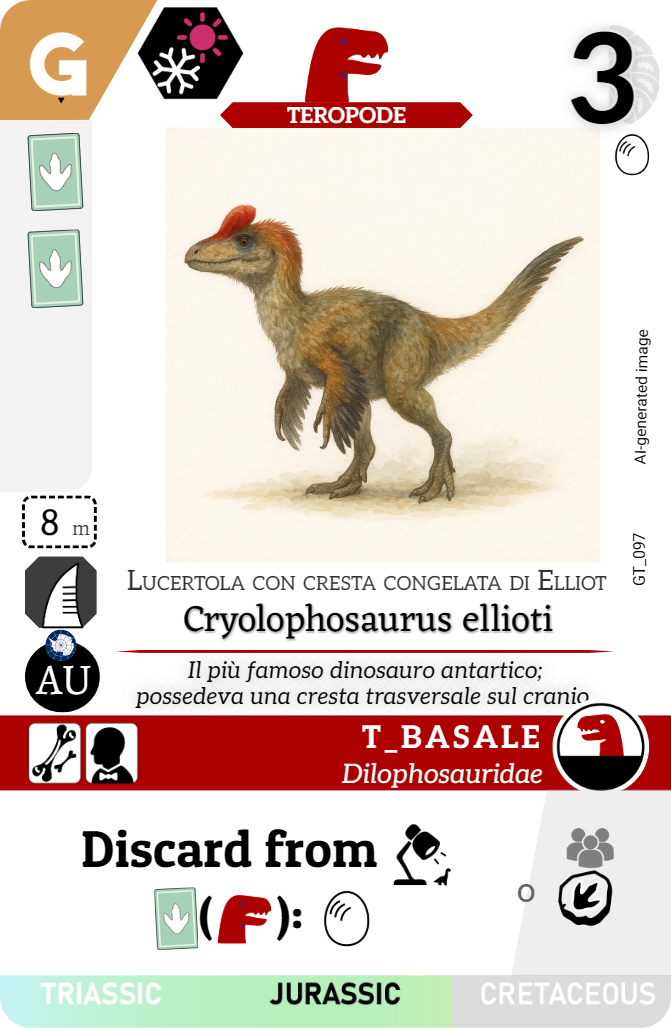 G
TEROPODE
3
AI-generated image
GT_097
8 m
AU
Lucertola con cresta congelata di Elliot
Cryolophosaurus ellioti
Il più famoso dinosauro antartico;
possedeva una cresta trasversale sul cranio
T_BASALE
Dilophosauridae
Discard from
( ):
o
TRIASSIC JURASSIC CRETACEOUS